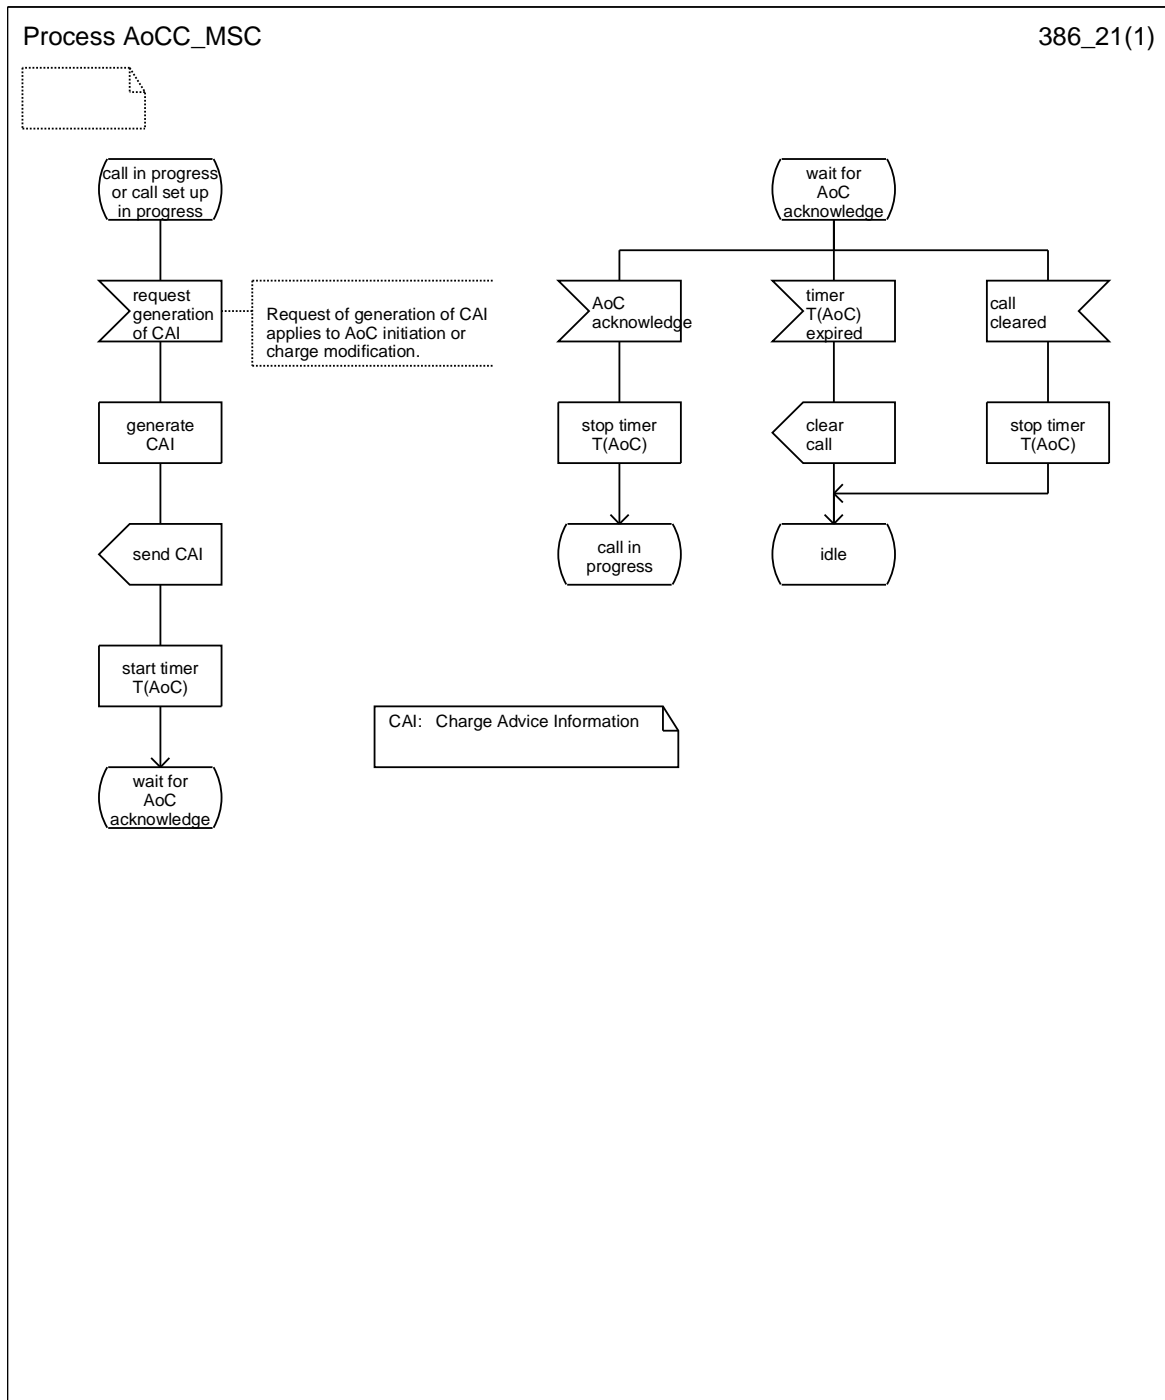 Process AoCC_MSC
386_21(1)
call in progress
or call set up
in progress
request
generation
of CAI
Request of generation of CAI
applies to AoC initiation or
charge modification.
generate
CAI
send CAI
start timer
T(AoC)
wait for
AoC
acknowledge
wait for
AoC
acknowledge
AoC
acknowledge
timer
T(AoC)
expired
call
cleared
stop timer
T(AoC)
clear
call
stop timer
T(AoC)
call in
progress
idle
CAI: Charge Advice Information